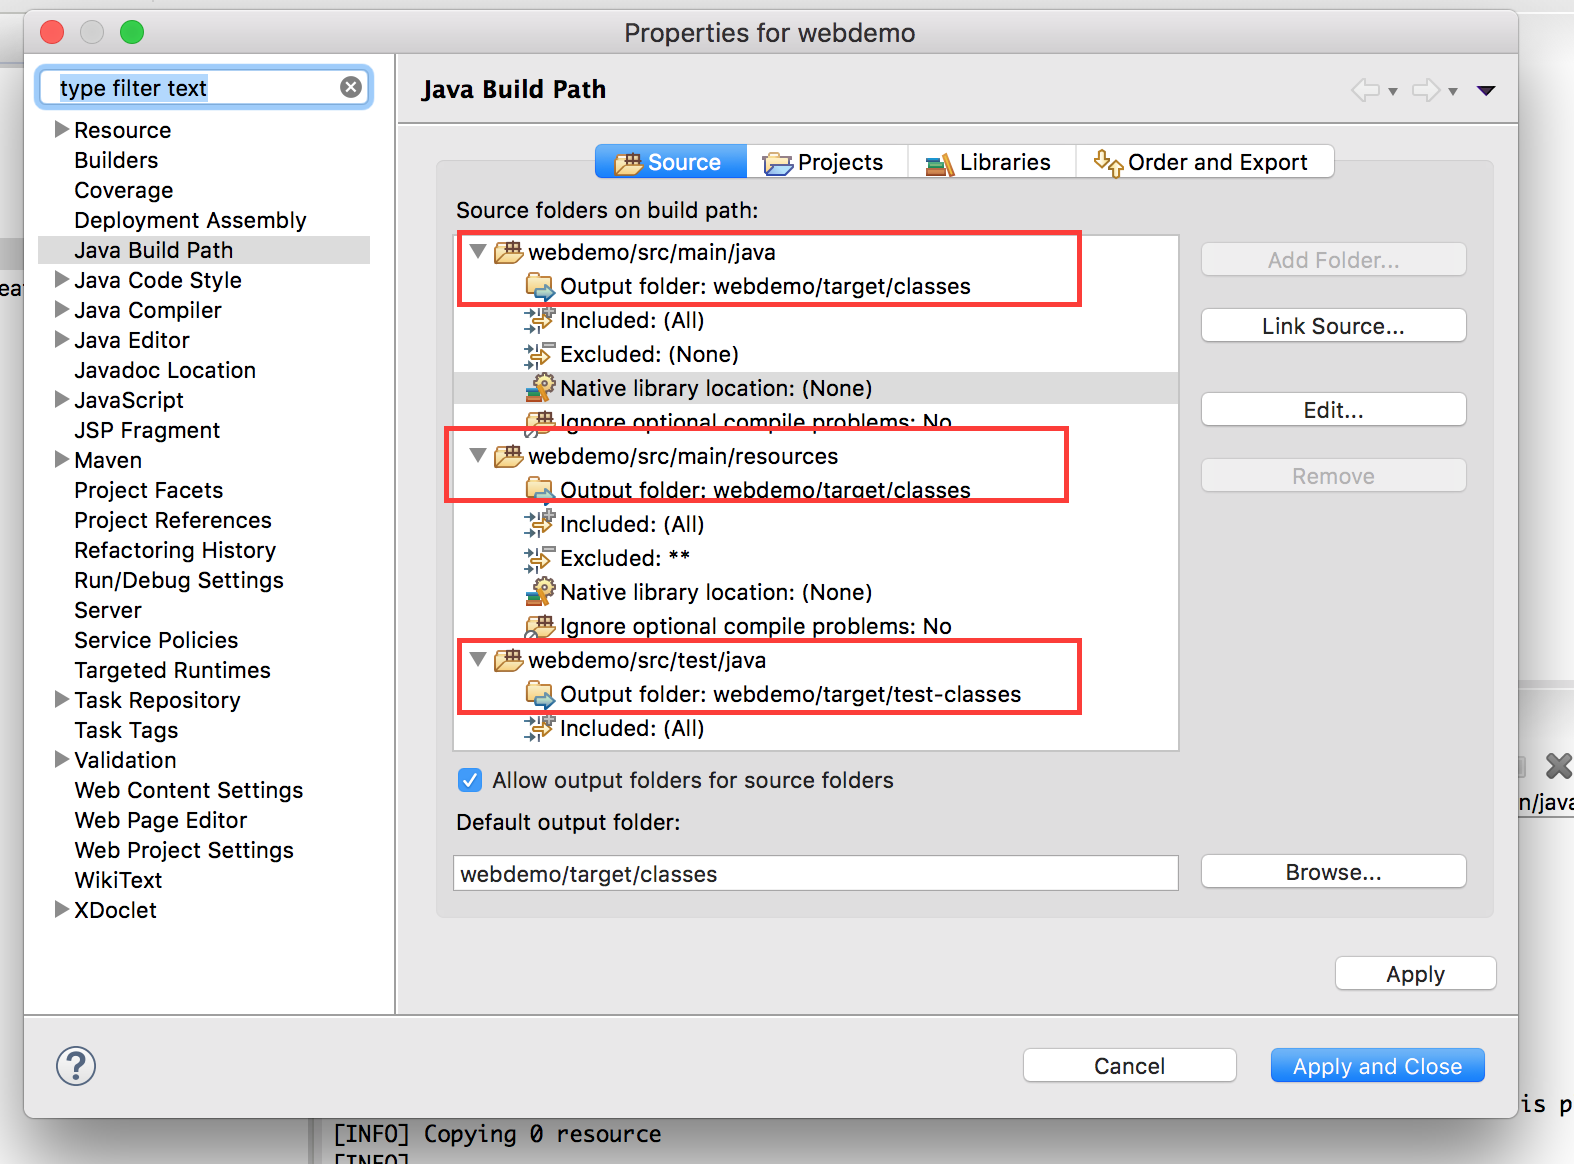 Properties for webdemo
type filter text
Resource
Builders
Coverage
Deployment Assembly
Java Build Path
Java Code Style
Java Compiler
Java Editor
Javadoc Location
JavaScript
JSP Fragment
Maven
Project Facets
Project References
Refactoring History
Run/Debug Settings
Server
Service Policies
Targeted Runtimes
Task Repository
Task Tags
Validation
Web Content Settings
Web Page Editor
Web Project Settings
WikiText
XDoclet
Java Build Path
Source Projects Libraries Order and Export
Source folders on build path:
webdemo/src/main/java
Output folder: webdemo/target/classes
Included: (All)
Excluded: (None)
Native library location: (None)
Ignore optional compile problems: No
webdemo/src/main/resources
Output folder: webdemo/target/classes
Included: (All)
Excluded: **
Native library location: (None)
Ignore optional compile problems: No
webdemo/src/test/java
Output folder: webdemo/target/test-classes
Included: (All)
Add Folder...
Link Source...
Edit...
Remove
Allow output folders for source folders
Default output folder:
webdemo/target/classes
Browse...
Apply
?
Cancel
Apply and Close
n/java
is p
[INFO] Copying 0 resource
[INFO]